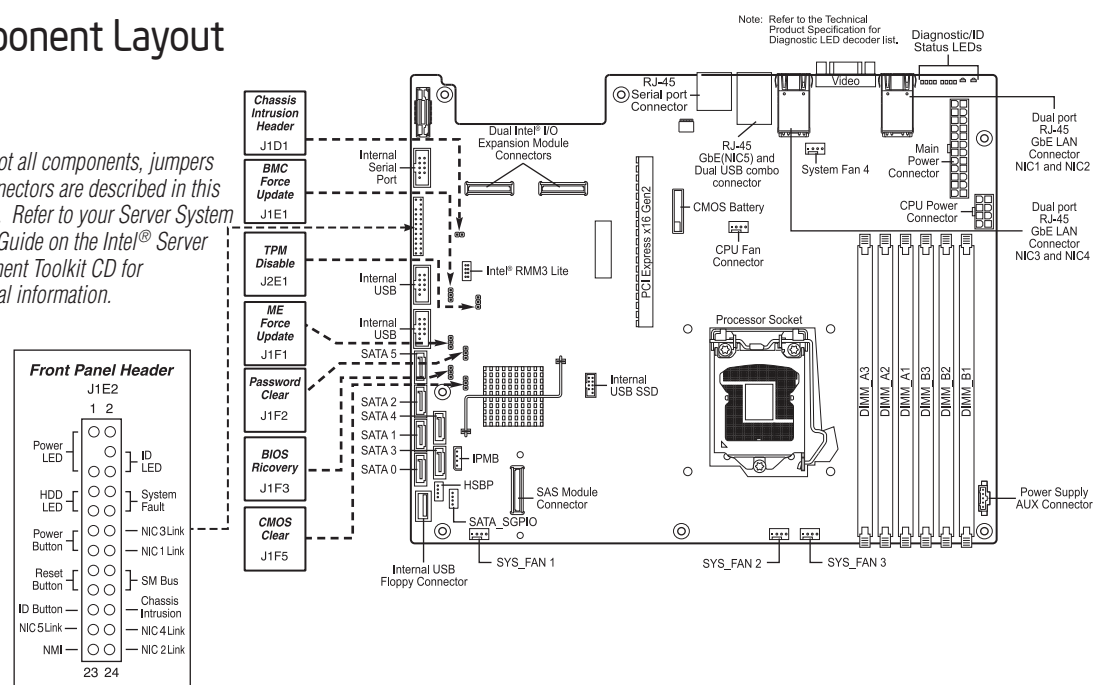 ponent Layout
Note: Refer to the Technical
Product Specification for
Diagnostic LED decoder list.
Diagnostic/ID
Status LEDs
ot all components, jumpers
nectors are described in this
. Refer to your Server System
Guide on the Intel® Server
ment Toolkit CD for
al information.
Chassis
Intrusion
Header
J1D1
BMC
Force
Update
J1E1
TPM
Disable
J2E1
ME
Force
Update
J1F1
Password
Clear
J1F2
BIOS
Ricovery
J1F3
CMOS
Clear
J1F5
Front Panel Header
J1E2
1 2
Power
LED
ID
LED
HDD
LED
System
Fault
Power
Button
NIC 3 Link
NIC 1 Link
Reset
Button
SM Bus
ID Button
Chassis
Intrusion
NIC 5 Link
NIC 4 Link
NMI
NIC 2 Link
23 24
Internal
Serial
Port
Internal
USB
Internal
USB
SATA 5
SATA 2
SATA 4
SATA 1
SATA 3
SATA 0
Internal USB
Floppy Connector
Dual Intel® I/O
Expansion Module
Connectors
Intel® RMM3 Lite
RJ-45
Serial port
Connector
RJ-45
GbE(NIC5) and
Dual USB combo
connector
Video
System Fan 4
Main
Power
Connector
CPU Power
Connector
Dual port
RJ-45
GbE LAN
Connector
NIC1 and NIC2
Dual port
RJ-45
GbE LAN
Connector
NIC3 and NIC4
PCI Express x16 Gen2
CMOS Battery
CPU Fan
Connector
Processor Socket
Internal
USB SSD
DIMM_A3
DIMM_A2
DIMM_A1
DIMM_B3
DIMM_B2
DIMM_B1
IPMB
HSBP
SATA_SGPIO
SAS Module
Connector
SYS_FAN 1
SYS_FAN 2
SYS_FAN 3
Power Supply
AUX Connector